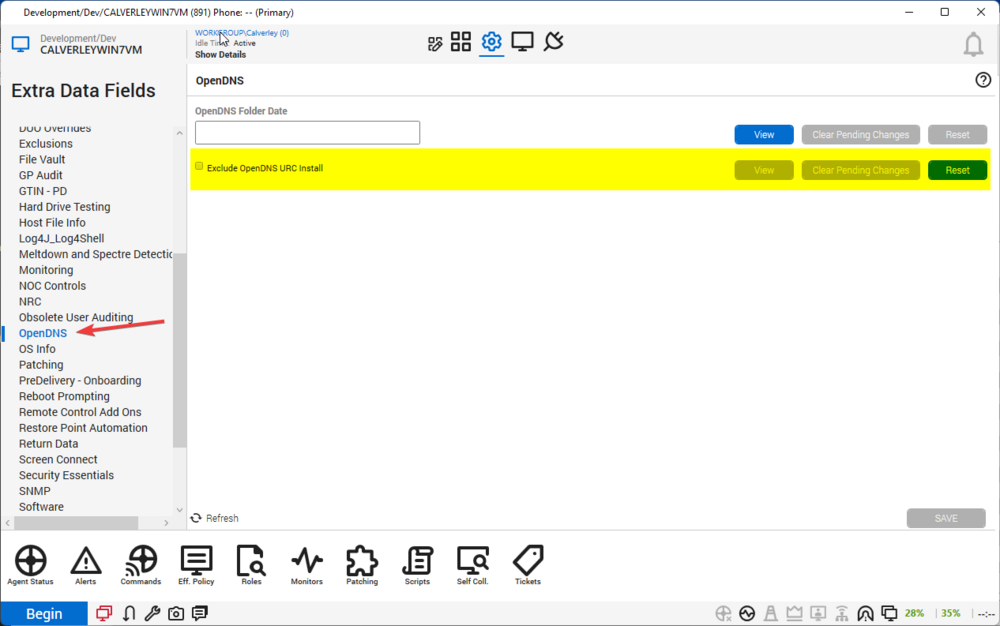 Development/Dev/CALVERLEYWIN7VM (891) Phone: -- (Primary)
Development/Dev
CALVERLEYWIN7VM
WORKGROUP\Calverley (0)
Idle Time Active
Show Details
Extra Data Fields
OpenDNS
DUO Overrides
Exclusions
File Vault
GP Audit
GTIN - PD
Hard Drive Testing
Host File Info
Log4J_Log4Shell
Meltdown and Spectre Detectio
Monitoring
NOC Controls
NRC
Obsolete User Auditing
OpenDNS
OS Info
Patching
PreDelivery - Onboarding
Reboot Prompting
Remote Control Add Ons
Restore Point Automation
Return Data
Screen Connect
Security Essentials
SNMP
Software
OpenDNS Folder Date
View Clear Pending Changes Reset
Exclude OpenDNS URC Install View Clear Pending Changes Reset
Refresh SAVE
Agent Status Alerts Commands Eff. Policy Roles Monitors Patching Scripts Self Coll. Tickets
Begin 28% 35% --:--